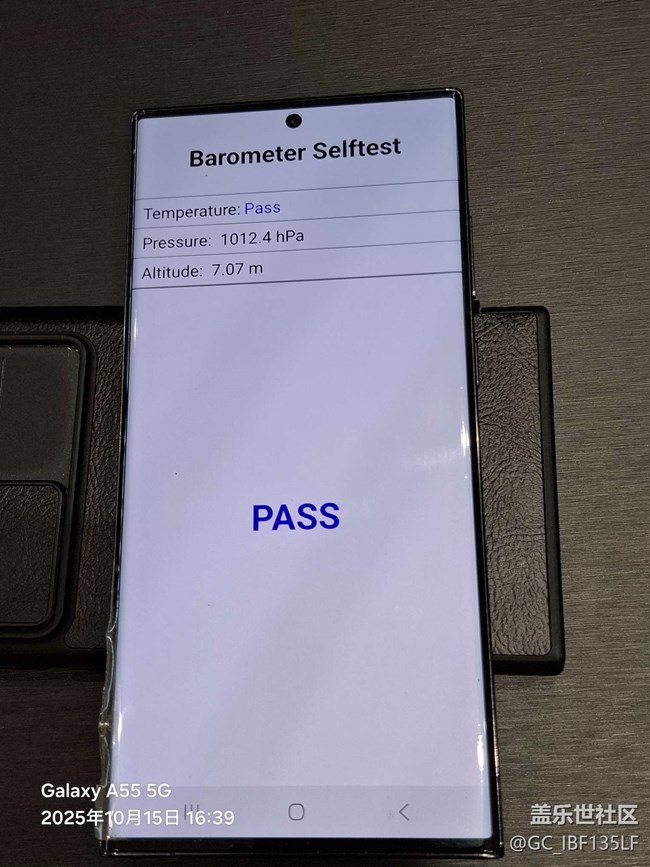 Barometer Selftest
Temperature: Pass
Pressure: 1012.4 hPa
Altitude: 7.07 m
PASS
Galaxy A55 5G
2025年10月15日 16:39
盖乐世社区
@GC_IBF135LF